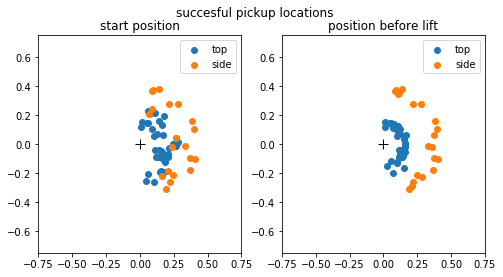 succesful pickup locations
start position
position before lift
top
side
top
side
0.6
0.4
0.2
0.0
−0.2
−0.4
−0.6
0.6
0.4
0.2
0.0
−0.2
−0.4
−0.6
−0.75 −0.50 −0.25 0.00 0.25 0.50 0.75
−0.75 −0.50 −0.25 0.00 0.25 0.50 0.75